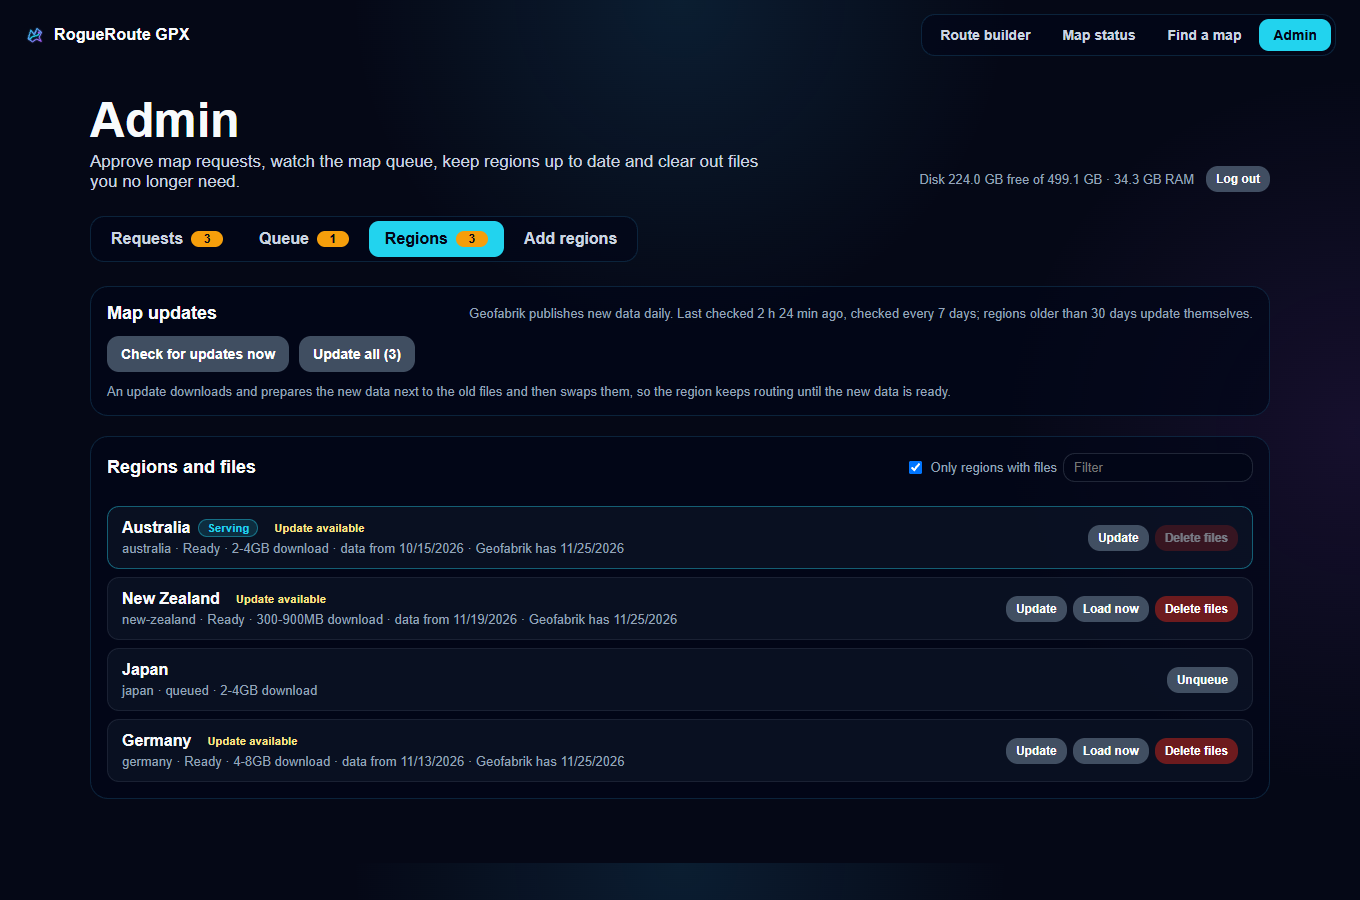 RogueRoute GPX
Route builder
Map status
Find a map
Admin
Admin
Approve map requests, watch the map queue, keep regions up to date and clear out files
you no longer need.
Disk 224.0 GB free of 499.1 GB · 34.3 GB RAM
Log out
Requests 3
Queue 1
Regions 3
Add regions
Map updates
Geofabrik publishes new data daily. Last checked 2 h 24 min ago, checked every 7 days; regions older than 30 days update themselves.
Check for updates now
Update all (3)
An update downloads and prepares the new data next to the old files and then swaps them, so the region keeps routing until the new data is ready.
Regions and files
Only regions with files
Filter
Australia Serving Update available
australia · Ready · 2-4GB download · data from 10/15/2026 · Geofabrik has 11/25/2026
Update
Delete files
New Zealand Update available
new-zealand · Ready · 300-900MB download · data from 11/19/2026 · Geofabrik has 11/25/2026
Update
Load now
Delete files
Japan
japan · queued · 2-4GB download
Unqueue
Germany Update available
germany · Ready · 4-8GB download · data from 11/13/2026 · Geofabrik has 11/25/2026
Update
Load now
Delete files